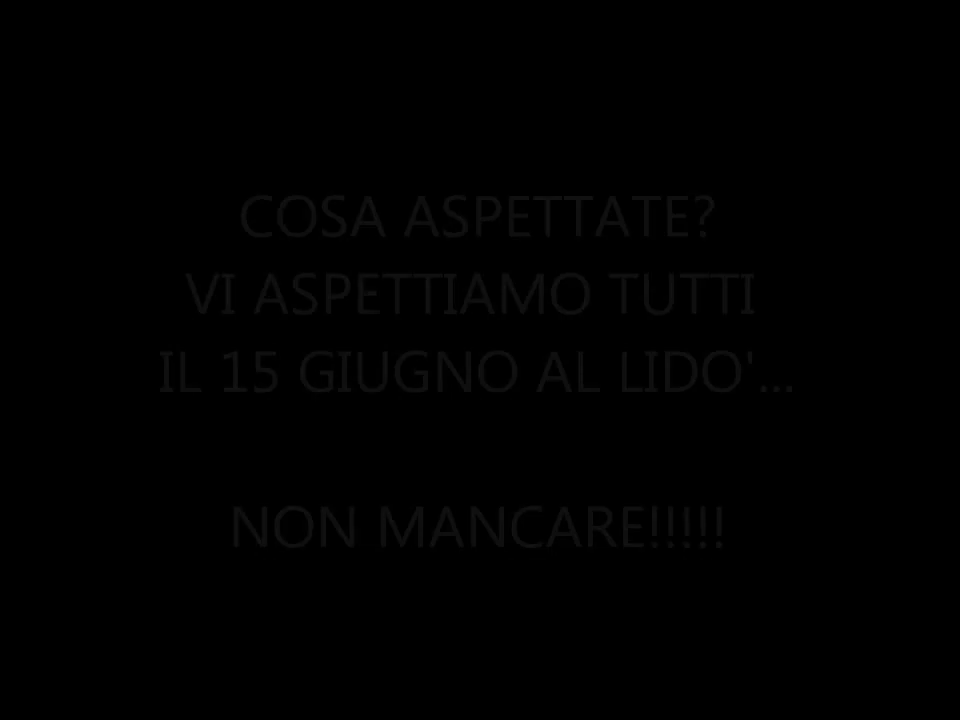 COSA ASPETTATE?
VI ASPETTIAMO TUTTI
IL 15 GIUGNO AL LIDO'...
NON MANCARE!!!!!